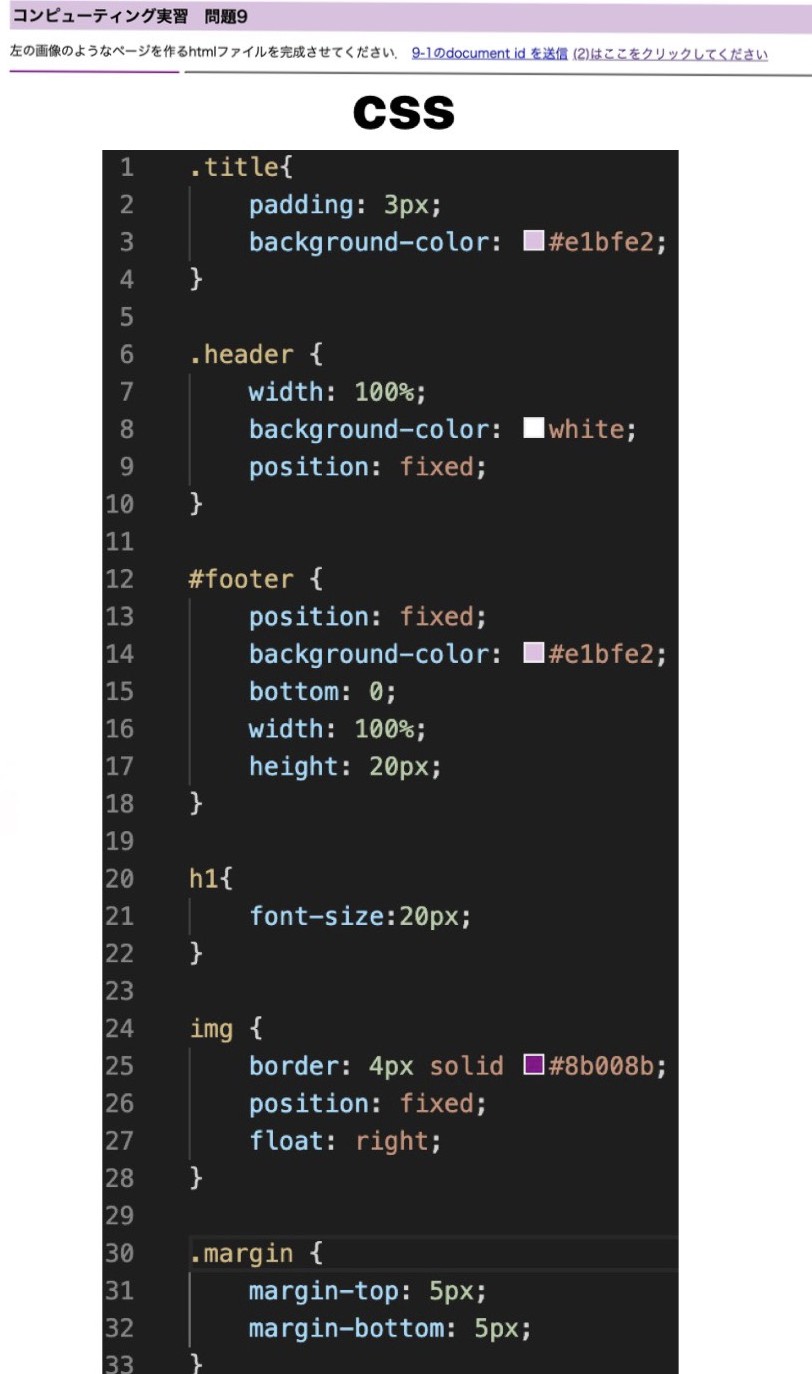 コンピューティング実習　問題9
左の画像のようなページを作るhtmlファイルを完成させてください． 9-1のdocument id を送信 (2)はここをクリックしてください
css
1 .title{
2 padding: 3px;
3 background-color: #e1bfe2;
4 }
5
6 .header {
7 width: 100%;
8 background-color: white;
9 position: fixed;
10 }
11
12 #footer {
13 position: fixed;
14 background-color: #e1bfe2;
15 bottom: 0;
16 width: 100%;
17 height: 20px;
18 }
19
20 h1{
21 font-size:20px;
22 }
23
24 img {
25 border: 4px solid #8b008b;
26 position: fixed;
27 float: right;
28 }
29
30 .margin {
31 margin-top: 5px;
32 margin-bottom: 5px;
33 }